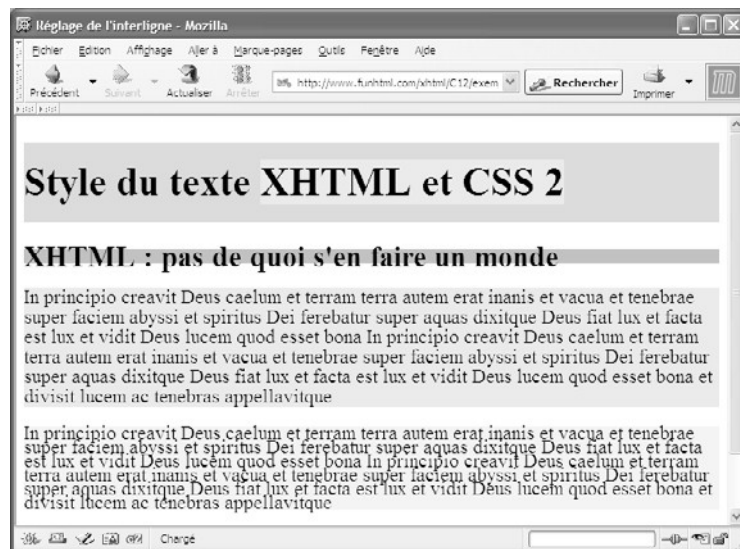 Réglage de l'interligne - Mozilla
Fichier Edition Affichage Aller à Marque-pages Outils Fenêtre Aide
Précédent Suivant Actualiser Arrêter http://www.funhtml.com/xhtml/C12/exem Rechercher Imprimer
Style du texte XHTML et CSS 2
XHTML : pas de quoi s'en faire un monde
In principio creavit Deus caelum et terram terra autem erat inanis et vacua et tenebrae
super faciem abyssi et spiritus Dei ferebatur super aquas dixitque Deus fiat lux et facta
est lux et vidit Deus lucem quod esset bona In principio creavit Deus caelum et terram
terra autem erat inanis et vacua et tenebrae super faciem abyssi et spiritus Dei ferebatur
super aquas dixitque Deus fiat lux et facta est lux et vidit Deus lucem quod esset bona et
divisit lucem ac tenebras appellavitque
In principio creavit Deus caelum et terram terra autem erat inanis et vacua et tenebrae
super faciem abyssi et spiritus Dei ferebatur super aquas dixitque Deus fiat lux et facta
est lux et vidit Deus lucem quod esset bona In principio creavit Deus caelum et terram
terra autem erat inanis et vacua et tenebrae super faciem abyssi et spiritus Dei ferebatur
super aquas dixitque Deus fiat lux et facta est lux et vidit Deus lucem quod esset bona et
divisit lucem ac tenebras appellavitque
Chargé